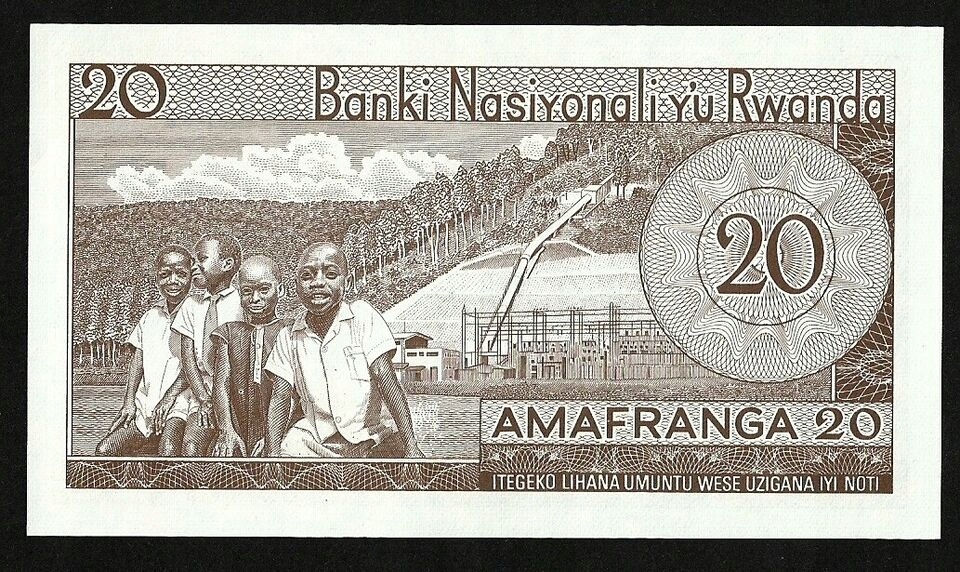 20 Banki Nasiyonali y'u Rwanda
20
AMAFRANGA 20
ITEGEKO LIHANA UMUNTU WESE UZIGANA IYI NOTI